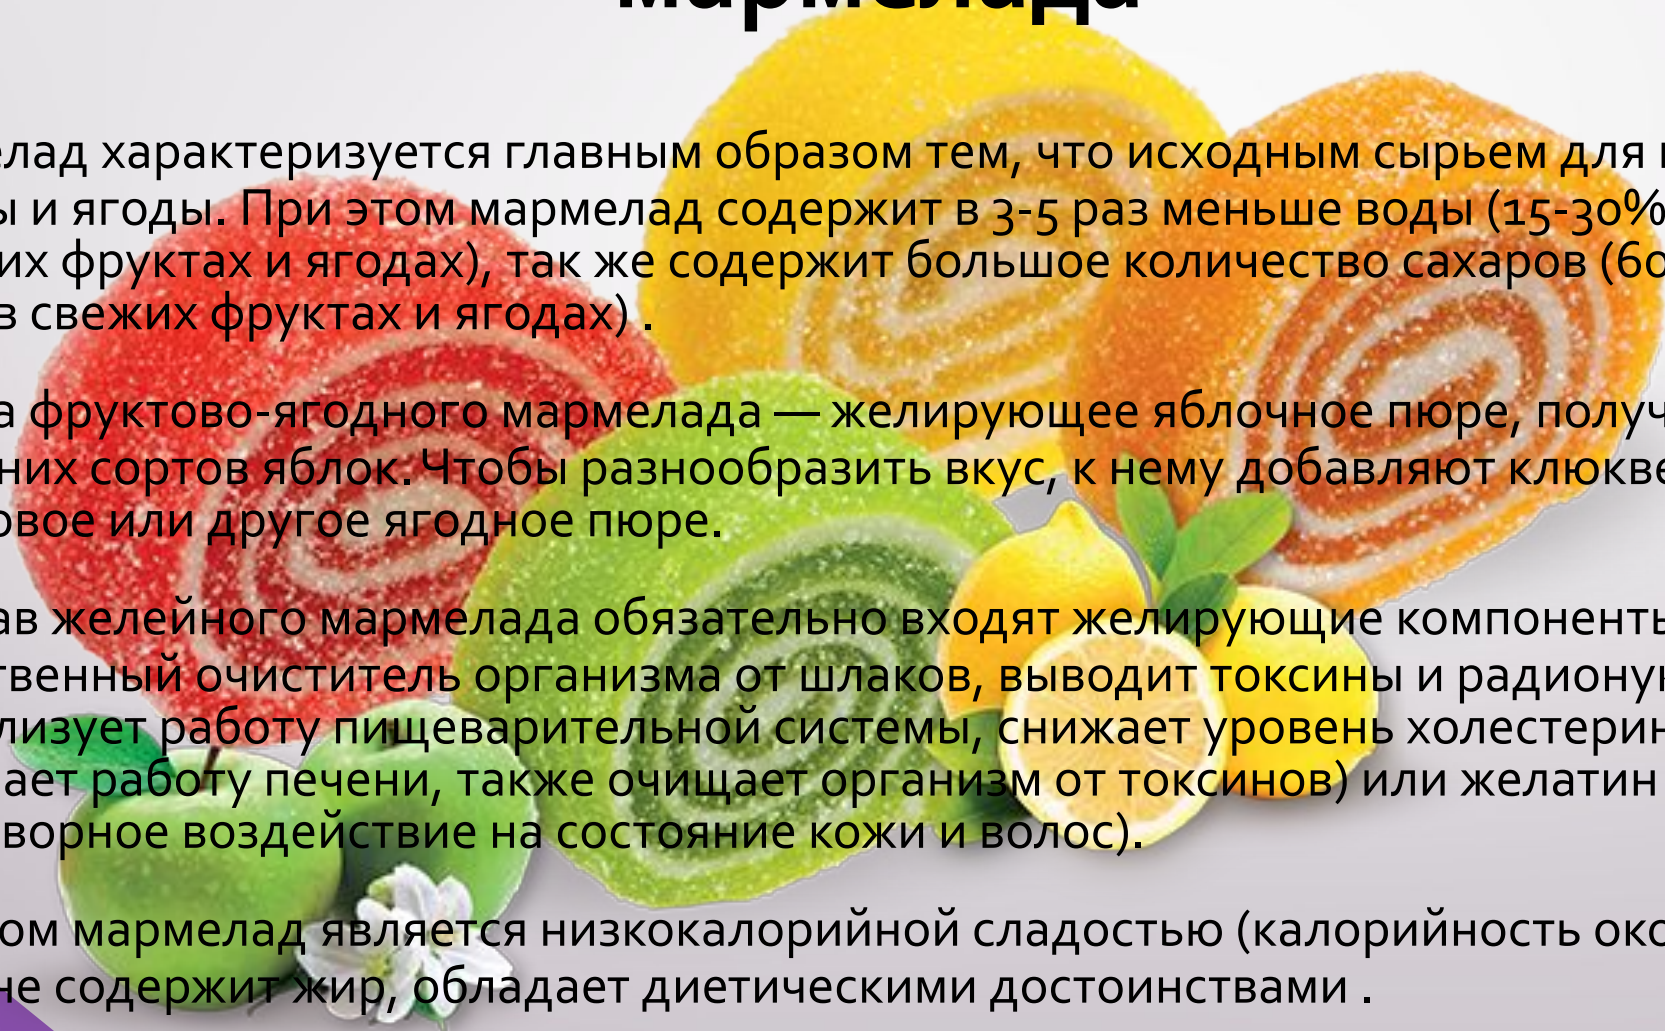 мармелада
елад характеризуется главным образом тем, что исходным сырьем для
ы и ягоды. При этом мармелад содержит в 3-5 раз меньше воды (15-30%
их фруктах и ягодах), так же содержит большое количество сахаров (60
в свежих фруктах и ягодах) .
а фруктово-ягодного мармелада — желирующее яблочное пюре, получ
них сортов яблок. Чтобы разнообразить вкус, к нему добавляют клюкве
овое или другое ягодное пюре.
ав желейного мармелада обязательно входят желирующие компоненты
твенный очиститель организма от шлаков, выводит токсины и радионук
лизует работу пищеварительной системы, снижает уровень холестерин
ает работу печени, также очищает организм от токсинов) или желатин
ворное воздействие на состояние кожи и волос).
ом мармелад является низкокалорийной сладостью (калорийность око
не содержит жир, обладает диетическими достоинствами .